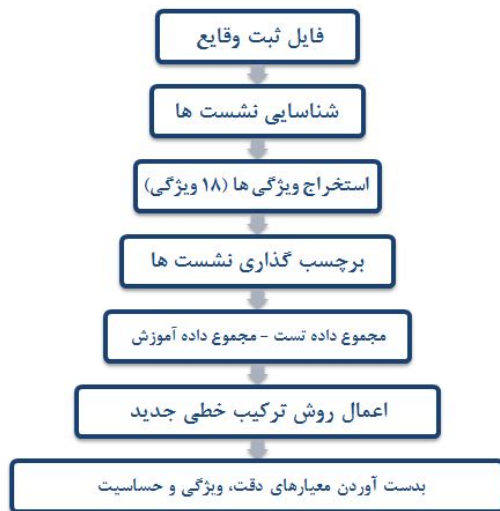 فایل ثبت وقایع
شناسایی نشست ها
استخراج ویژگی ها (۱۸ ویژگی)
برچسب گذاری نشست ها
مجموع داده تست - مجموع داده آموزش
اعمال روش ترکیب خطی جدید
بدست آوردن معیارهای دقت، ویژگی و حساسیت